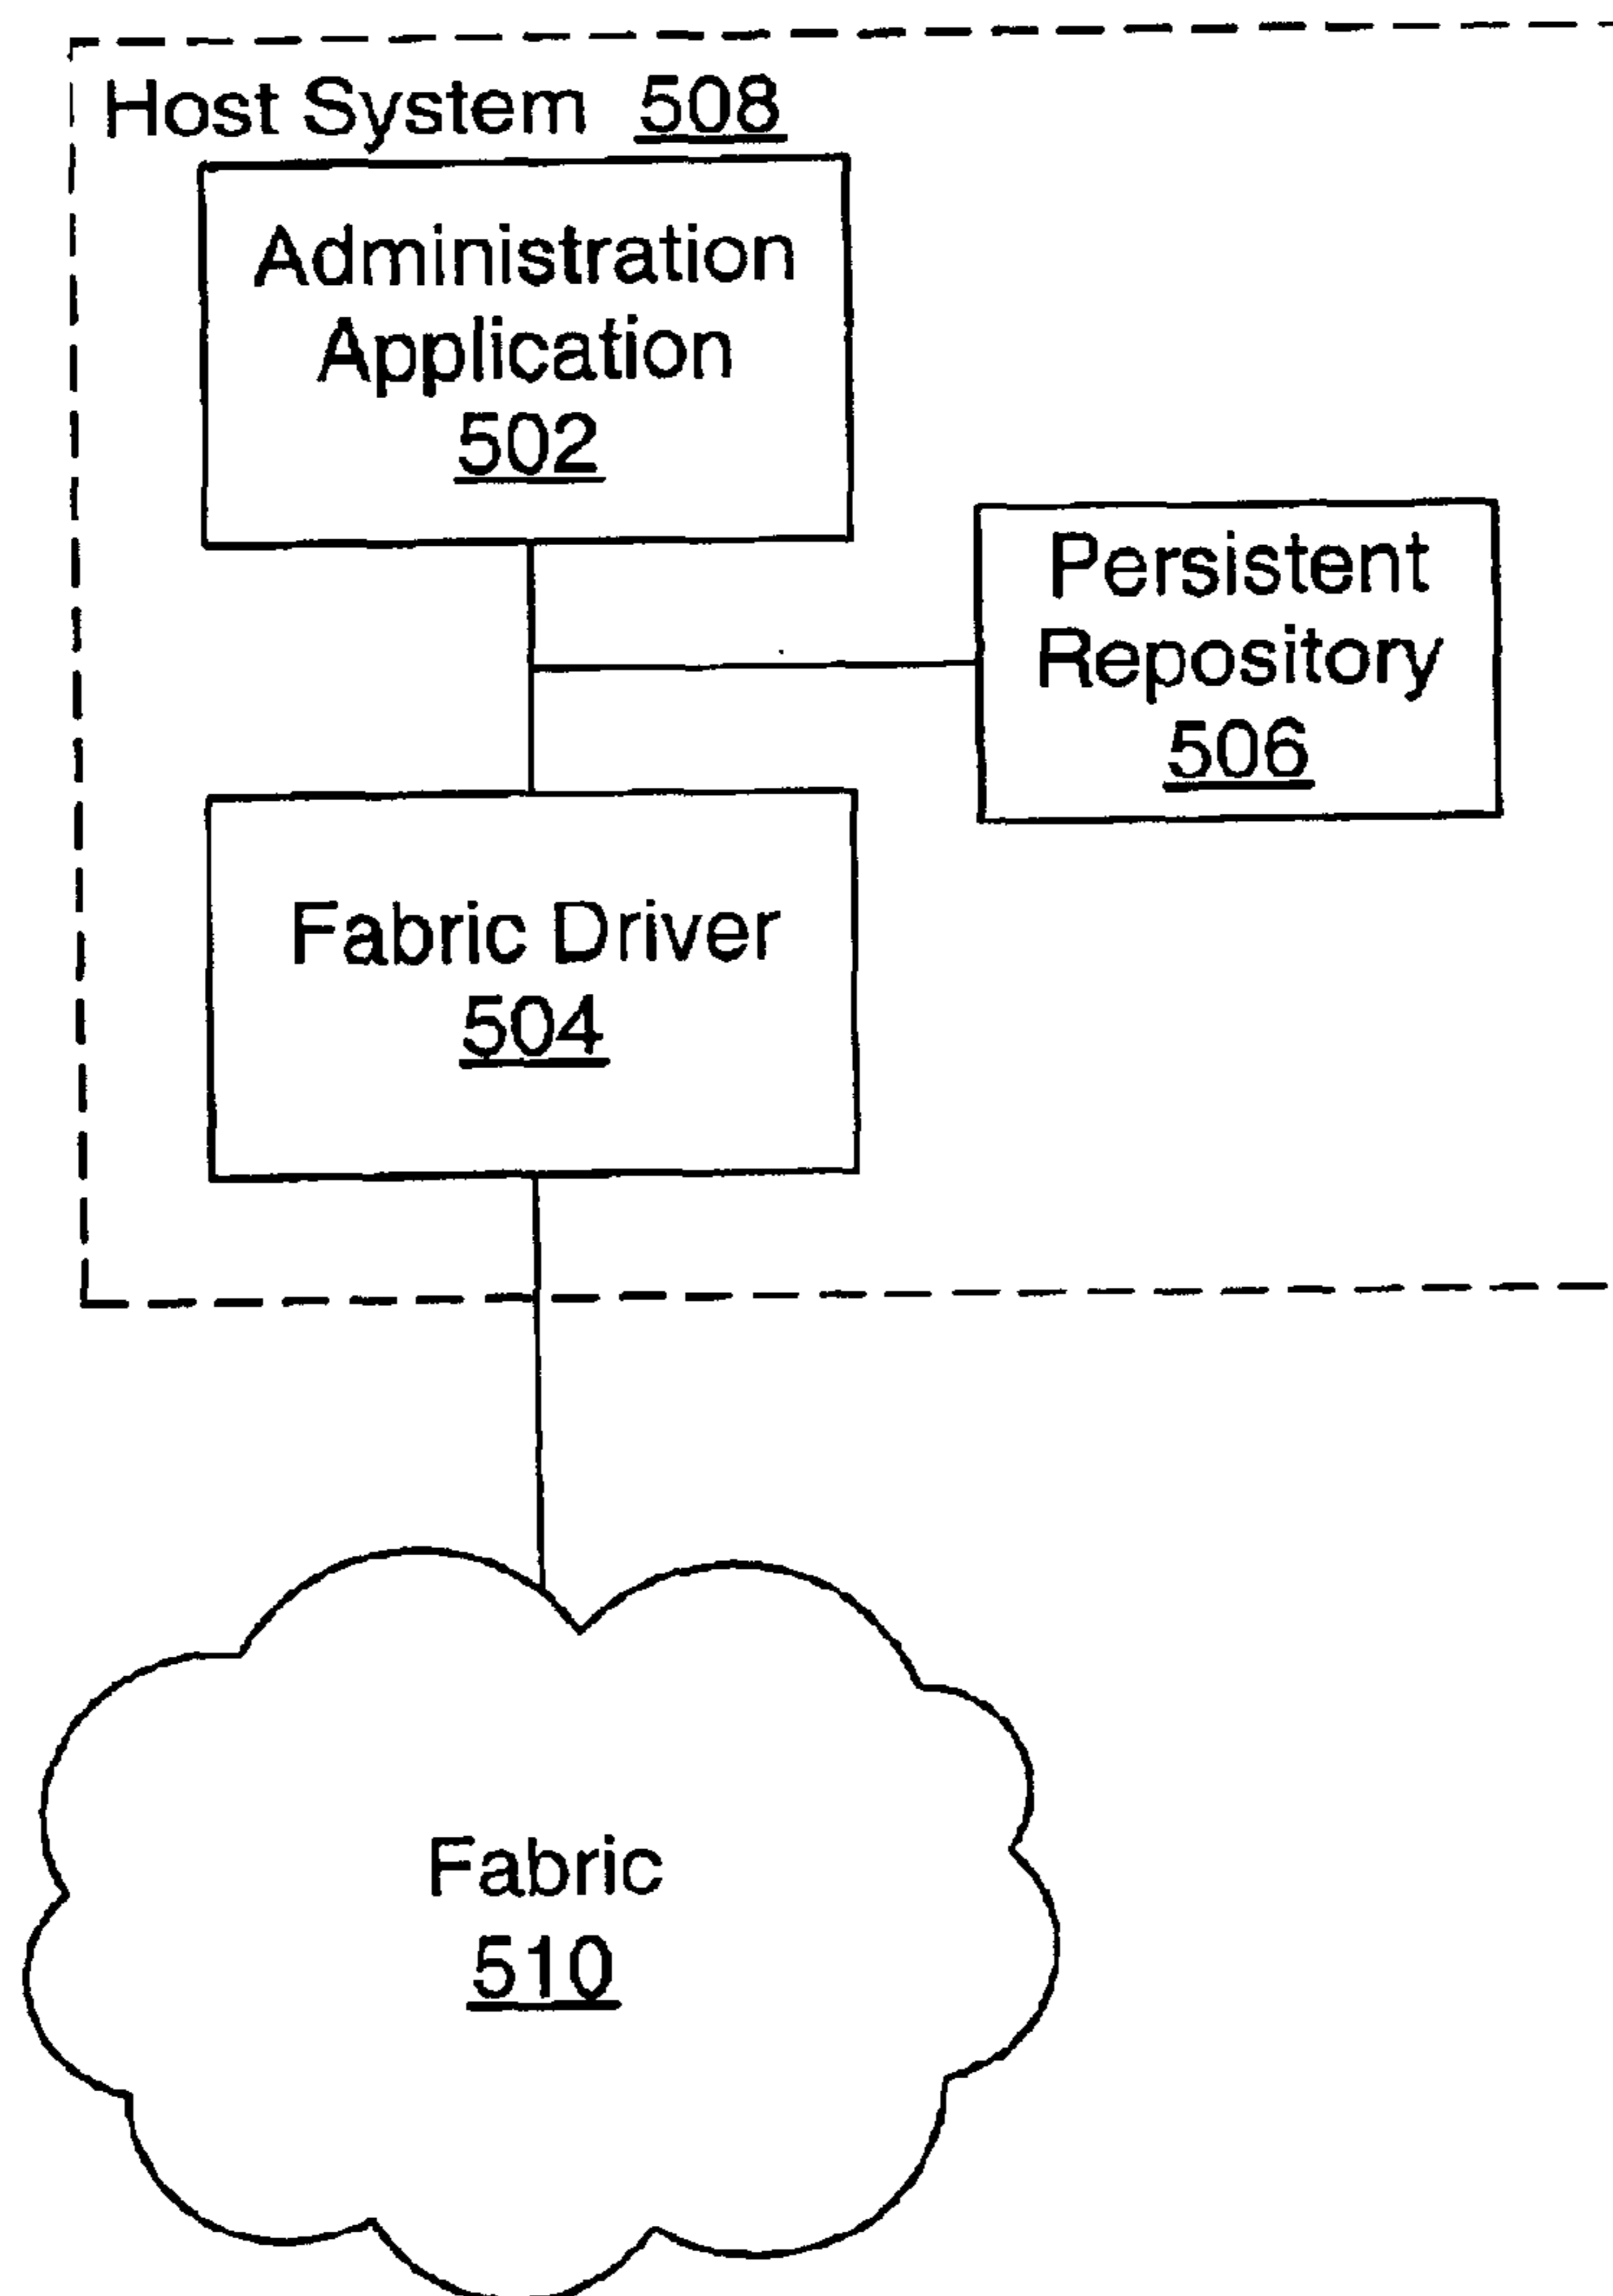 Host System 508
Administration
Application
502
Persistent
Repository
506
Fabric Driver
504
Fabric
510